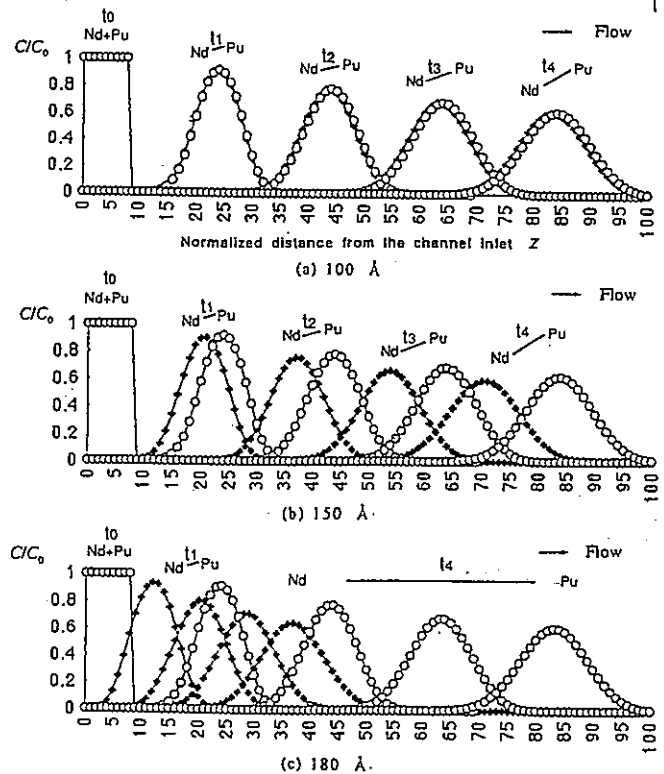 to
Nd+Pu
t1
Nd Pu
t2
Nd Pu
t3
Nd Pu
t4
Nd Pu
Flow
C/C₀
1
0.8
0.6
0.4
0.2
0
0 5 10 15 20 25 30 35 40 45 50 55 60 65 70 75 80 85 90 95 100
Normalized distance from the channel inlet Z
(a) 100 Å
to
Nd+Pu
t1
Nd Pu
t2
Nd Pu
t3
Nd Pu
t4
Nd Pu
Flow
C/C₀
1
0.8
0.6
0.4
0.2
0
0 5 10 15 20 25 30 35 40 45 50 55 60 65 70 75 80 85 90 95 100
(b) 150 Å
to
Nd+Pu
t1
Nd Pu
Nd t4 Pu
Flow
C/C₀
1
0.8
0.6
0.4
0.2
0
0 5 10 15 20 25 30 35 40 45 50 55 60 65 70 75 80 85 90 95 100
(c) 180 Å